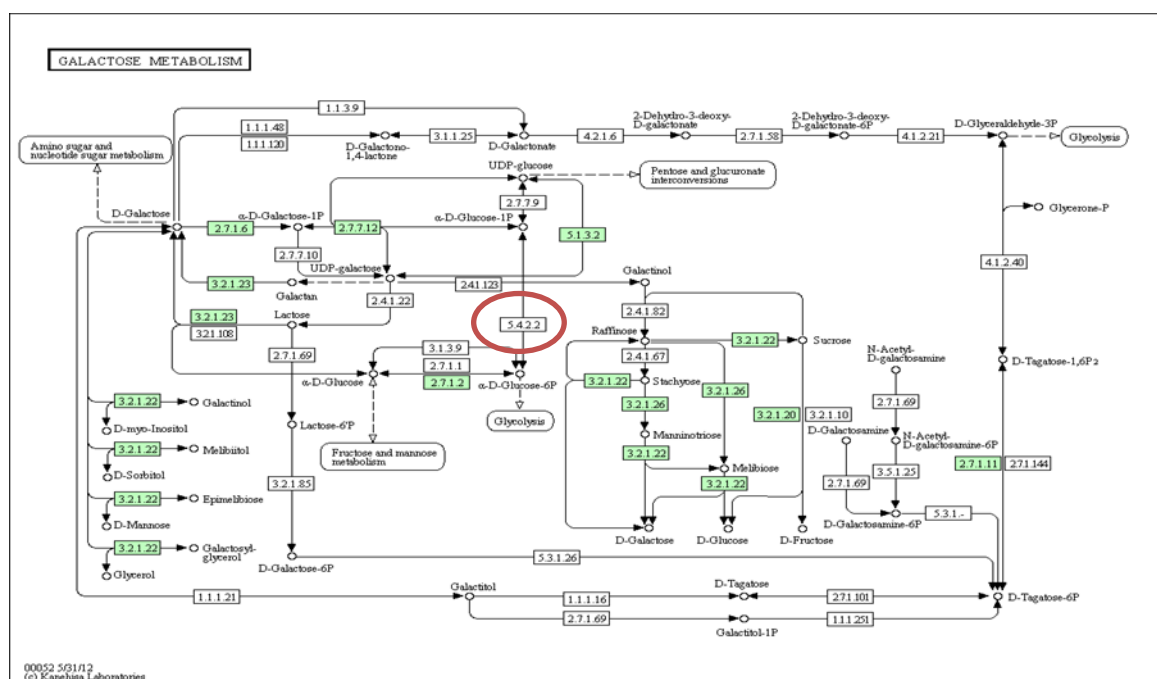 GALACTOSE METABOLISM
1.1.3.9
1.1.1.48
1.1.1.120
D-Galactono-
1,4-lactone
3.1.1.25
D-Galactonate
4.2.1.6
2-Dehydro-3-deoxy-
D-galactonate
2.7.1.58
2-Dehydro-3-deoxy-
D-galactonate-6P
4.1.2.21
D-Glyceraldehyde-3P
Glycolysis
Amino sugar and
nucleotide sugar metabolism
UDP-glucose
Pentose and glucuronate
interconversions
2.7.7.9
D-Galactose
2.7.1.6
α-D-Galactose-1P
2.7.7.12
α-D-Glucose-1P
5.1.3.2
Glycerone-P
2.7.7.10
UDP-galactose
4.1.2.40
3.2.1.23
Galactan
2.4.1.123
Galactinol
2.4.1.22
3.2.1.23
3.2.1.108
Lactose
5.4.2.2
2.4.1.82
Raffinose
3.2.1.22
Sucrose
2.7.1.69
3.1.3.9
2.7.1.1
2.7.1.2
α-D-Glucose
α-D-Glucose-6P
2.4.1.67
3.2.1.22
Stachyose
3.2.1.26
3.2.1.26
N-Acetyl-
D-galactosamine
D-Tagatose-1,6P2
2.7.1.69
3.2.1.22
Galactinol
D-myo-Inositol
Lactose-6'P
Glycolysis
Manninotriose
3.2.1.20
3.2.1.10
D-Galactosamine
N-Acetyl-
D-galactosamine-6P
3.2.1.22
Melibiitol
D-Sorbitol
Fructose and mannose
metabolism
3.2.1.22
Melibiose
3.2.1.22
2.7.1.69
3.5.1.25
2.7.1.11
2.7.1.144
3.2.1.85
3.2.1.22
Epimelibiose
D-Mannose
D-Galactose
D-Glucose
D-Fructose
D-Galactosamine-6P
5.3.1.-
3.2.1.22
Galactosyl-
glycerol
Glycerol
D-Galactose-6P
5.3.1.26
1.1.1.21
Galactitol
1.1.1.16
D-Tagatose
2.7.1.101
D-Tagatose-6P
2.7.1.69
Galactitol-1P
1.1.1.251
00052 5/31/12
(c) Kanehisa Laboratories